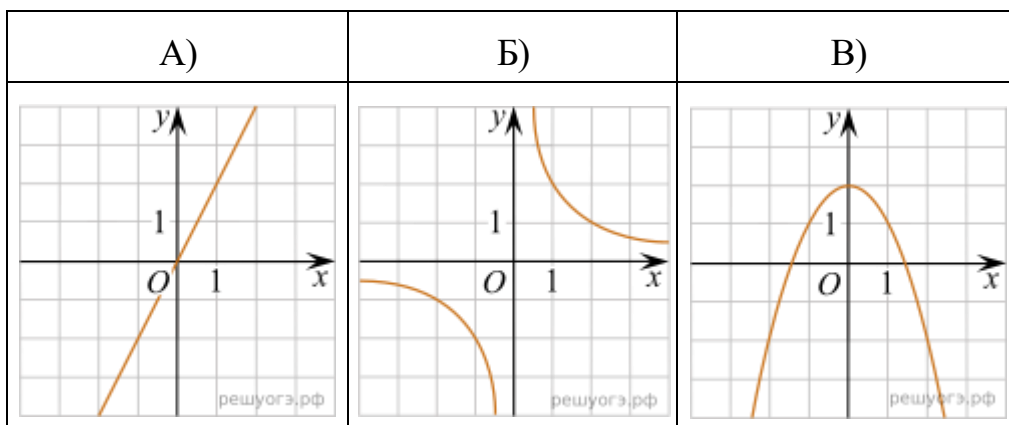 А) Б) В)
y y y
1 1 1
O 1 x O 1 x O 1 x
решуогэ.рф решуогэ.рф решуогэ.рф